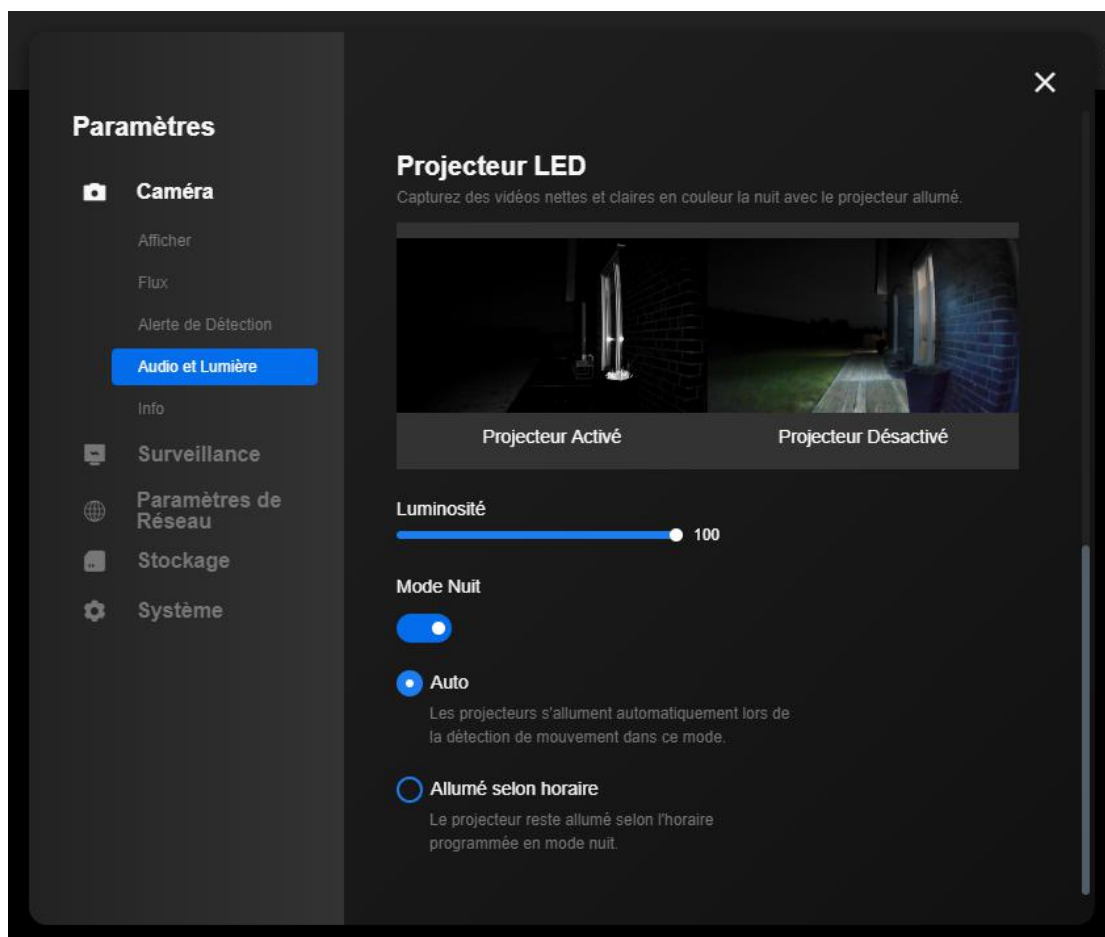 Paramètres
Caméra
Afficher
Flux
Alerte de Détection
Audio et Lumière
Info
Surveillance
Paramètres de
Réseau
Stockage
Système
Projecteur LED
Capturez des vidéos nettes et claires en couleur la nuit avec le projecteur allumé.
Projecteur Activé
Projecteur Désactivé
Luminosité
100
Mode Nuit
Auto
Les projecteurs s'allument automatiquement lors de
la détection de mouvement dans ce mode.
Allumé selon horaire
Le projecteur reste allumé selon l'horaire
programmée en mode nuit.